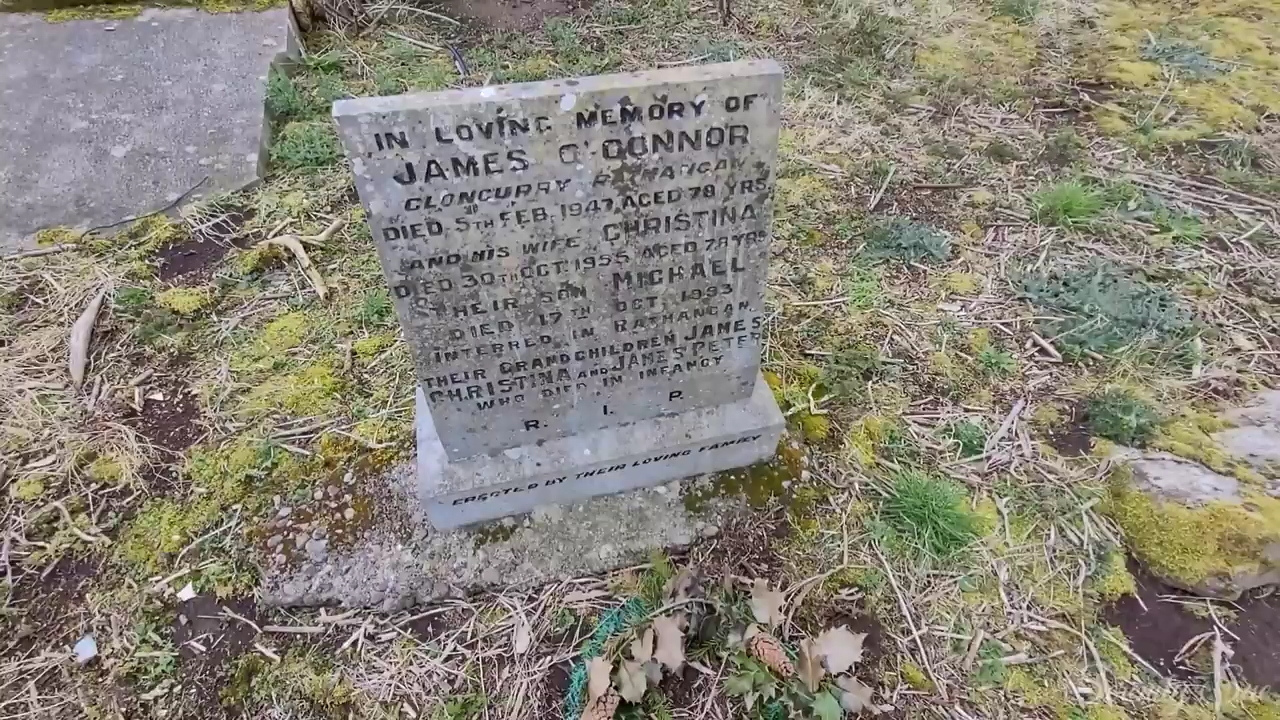 IN LOVING MEMORY OF
JAMES O'CONNOR
CLONCURRY RATHANGAN
DIED 5TH FEB. 1947, AGED 78 YRS.
AND HIS WIFE CHRISTINA
DIED 30TH OCT. 1955 AGED 78 YRS
THEIR SON MICHAEL
DIED 17TH OCT. 1993
INTERRED IN RATHANGAN.
THEIR GRANDCHILDREN JAMES
CHRISTINA AND JAMES PETER
WHO DIED IN INFANCY
R. I. P.
ERECTED BY THEIR LOVING FAMILY